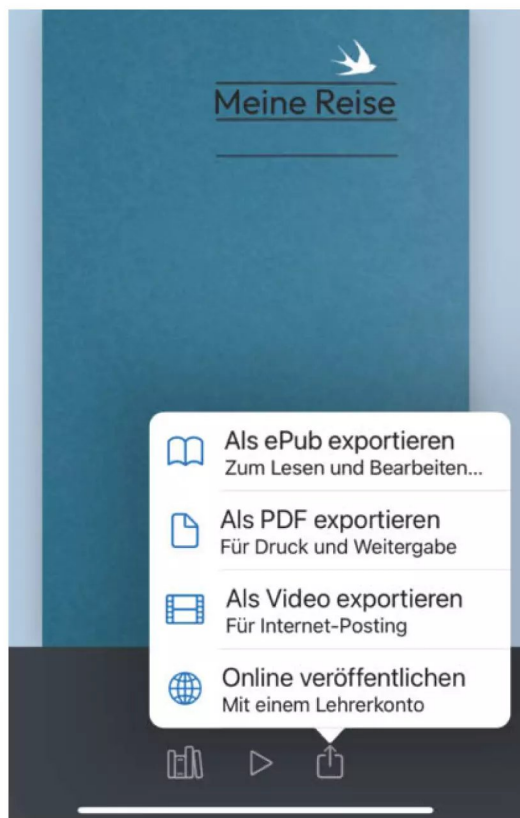 Meine Reise
Als ePub exportieren
Zum Lesen und Bearbeiten...
Als PDF exportieren
Für Druck und Weitergabe
Als Video exportieren
Für Internet-Posting
Online veröffentlichen
Mit einem Lehrerkonto